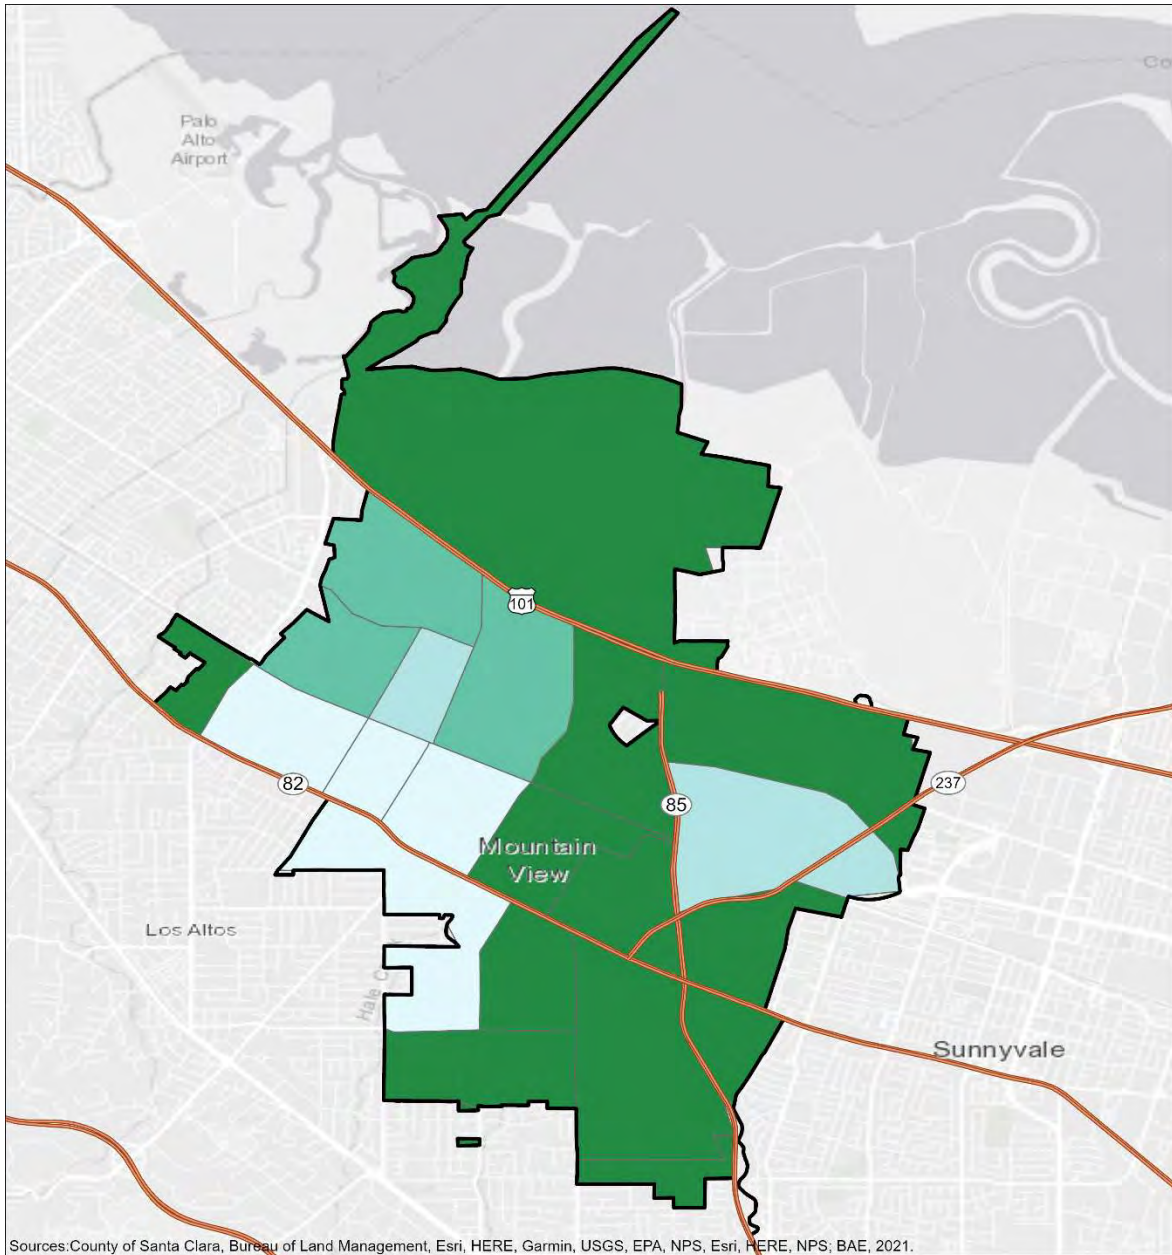 Co
Palo
Alto
Airport
101
82
85
237
Mountain
View
Los Altos
Hale C
Sunnyvale
Sources:County of Santa Clara, Bureau of Land Management, Esri, HERE, Garmin, USGS, EPA, NPS, Esri, HERE, NPS; BAE, 2021.